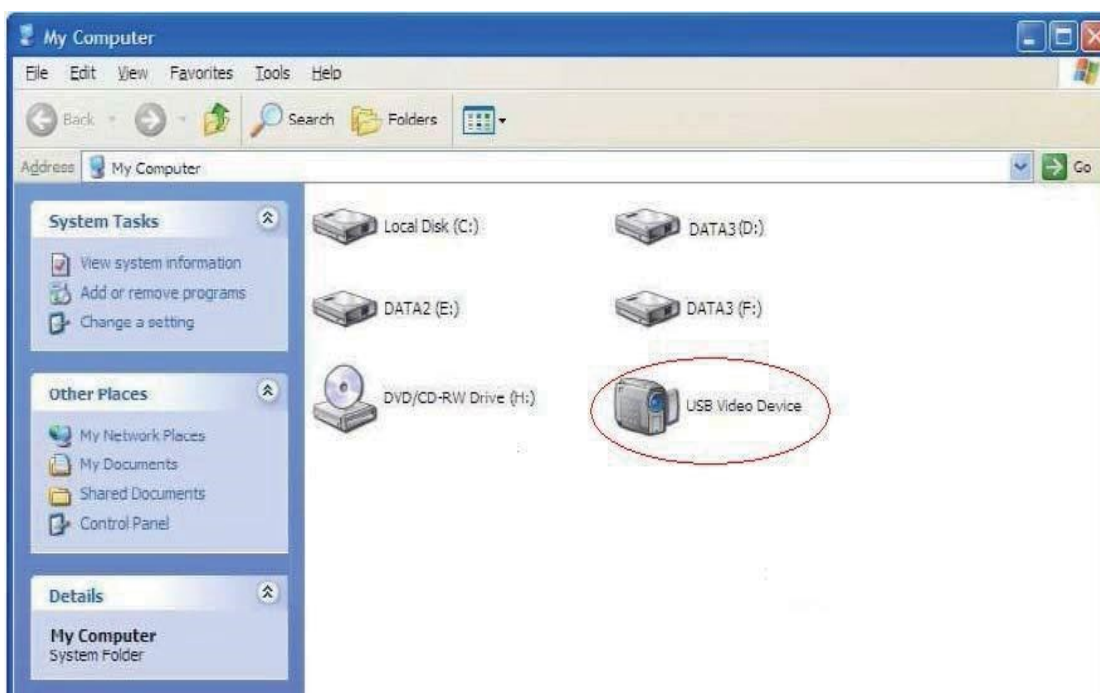 My Computer
File Edit View Favorites Tools Help
Back Search Folders
Address My Computer Go
System Tasks
View system information
Add or remove programs
Change a setting
Other Places
My Network Places
My Documents
Shared Documents
Control Panel
Details
My Computer
System Folder
Local Disk (C:) DATA3(D:)
DATA2 (E:) DATA3 (F:)
DVD/CD-RW Drive (H:) USB Video Device